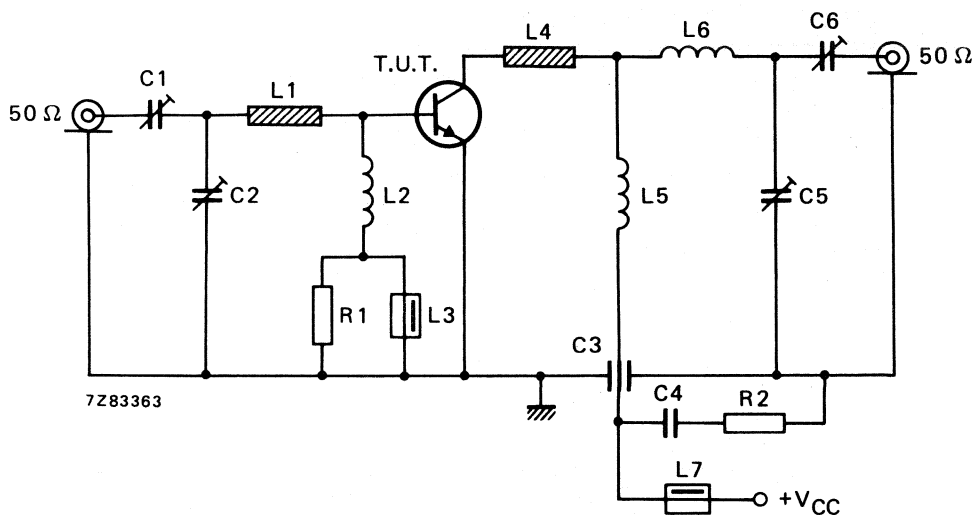 C6
L6
L4
50 Ω
T.U.T.
C1
L1
50 Ω
C2
L2
L5
C5
R1
L3
C3
7Z83363
C4
R2
L7
+VCC